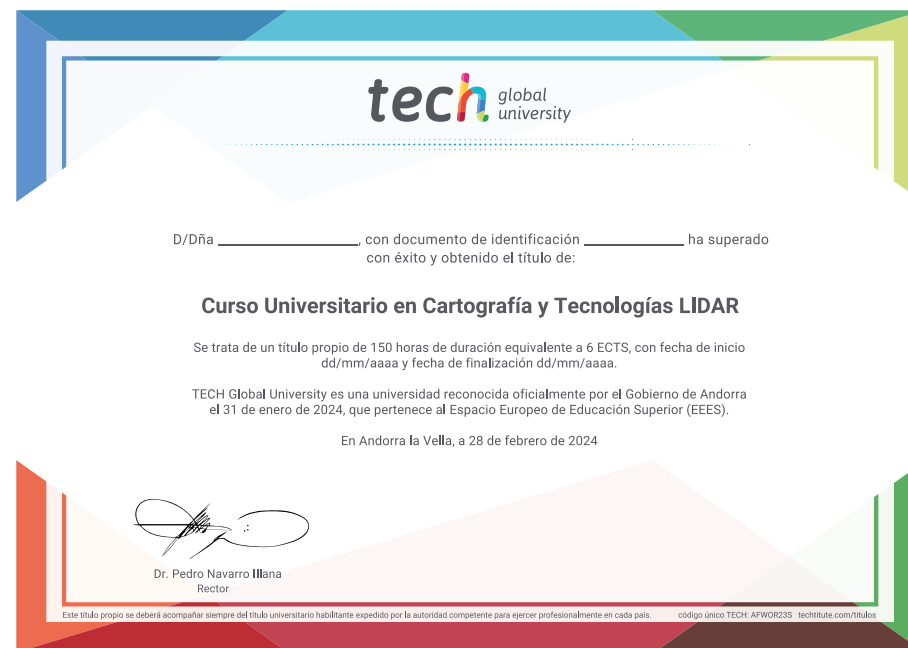 tech global university
D/Dña ____________________, con documento de identificación ______________ ha superado
con éxito y obtenido el título de:
Curso Universitario en Cartografía y Tecnologías LIDAR
Se trata de un título propio de 150 horas de duración equivalente a 6 ECTS, con fecha de inicio
dd/mm/aaaa y fecha de finalización dd/mm/aaaa.
TECH Global University es una universidad reconocida oficialmente por el Gobierno de Andorra
el 31 de enero de 2024, que pertenece al Espacio Europeo de Educación Superior (EEES).
En Andorra la Vella, a 28 de febrero de 2024
Dr. Pedro Navarro Illana
Rector
Este título propio se deberá acompañar siempre del título universitario habilitante expedido por la autoridad competente para ejercer profesionalmente en cada país. código único TECH: AFWOR23S techtitute.com/titulos